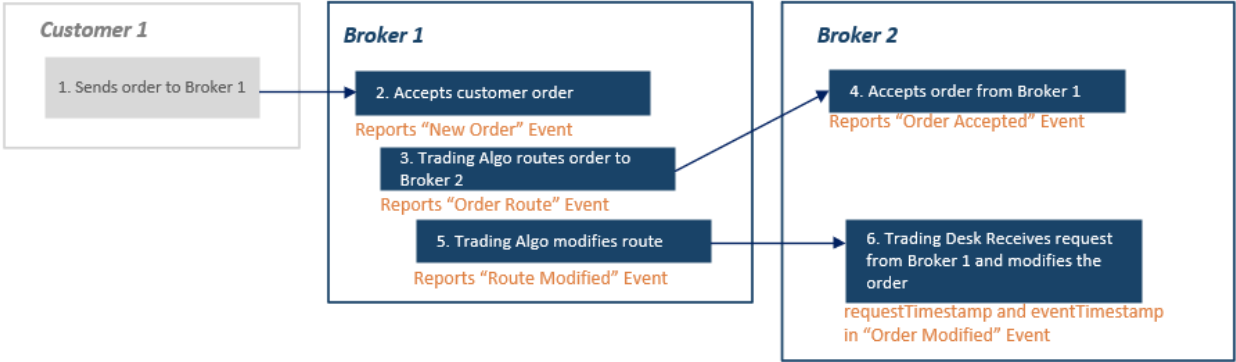 Customer 1
1. Sends order to Broker 1
Broker 1
2. Accepts customer order
Reports “New Order” Event
3. Trading Algo routes order to
Broker 2
Reports “Order Route” Event
5. Trading Algo modifies route
Reports “Route Modified” Event
Broker 2
4. Accepts order from Broker 1
Reports “Order Accepted” Event
6. Trading Desk Receives request
from Broker 1 and modifies the
order
requestTimestamp and eventTimestamp
in “Order Modified” Event